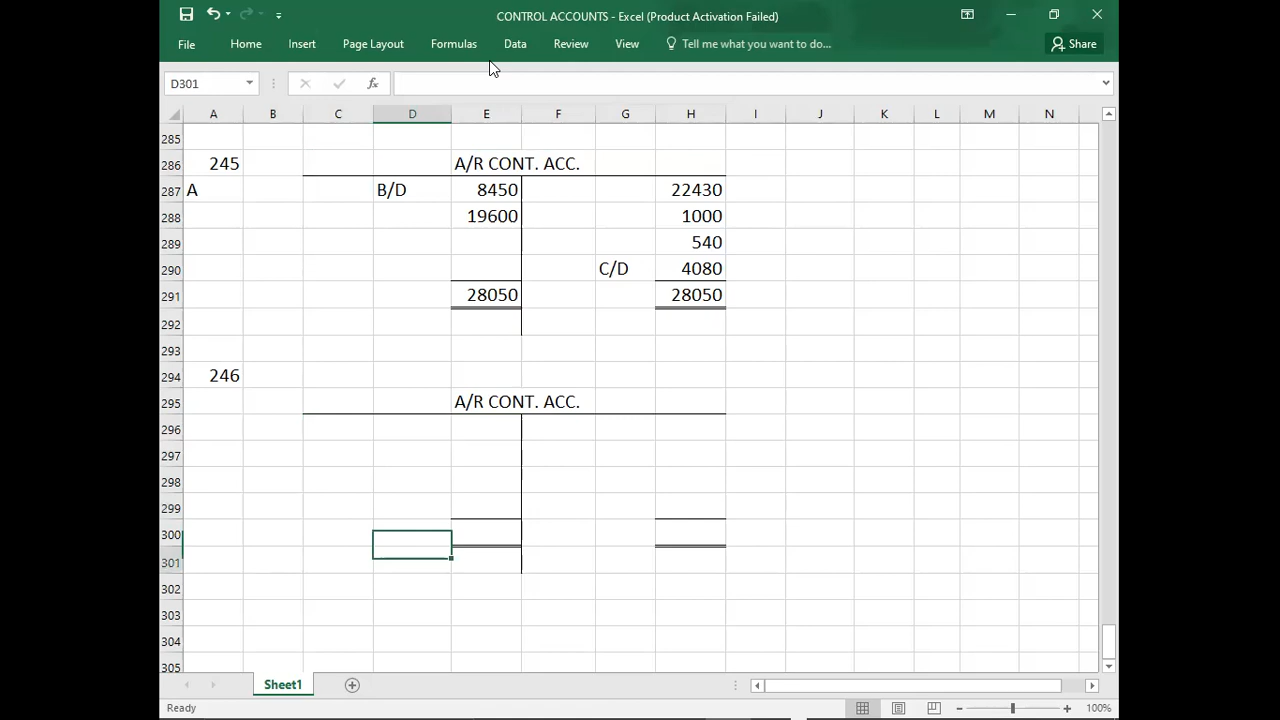 CONTROL ACCOUNTS - Excel (Product Activation Failed)
File Home Insert Page Layout Formulas Data Review View Tell me what you want to do... Share
D301 fx
A B C D E F G H I J K L M N
285
286 245 A/R CONT. ACC.
287 A B/D 8450 22430
288 19600 1000
289 540
290 C/D 4080
291 28050 28050
292
293
294 246
295 A/R CONT. ACC.
296
297
298
299
300
301
302
303
304
305
Sheet1
Ready 100%